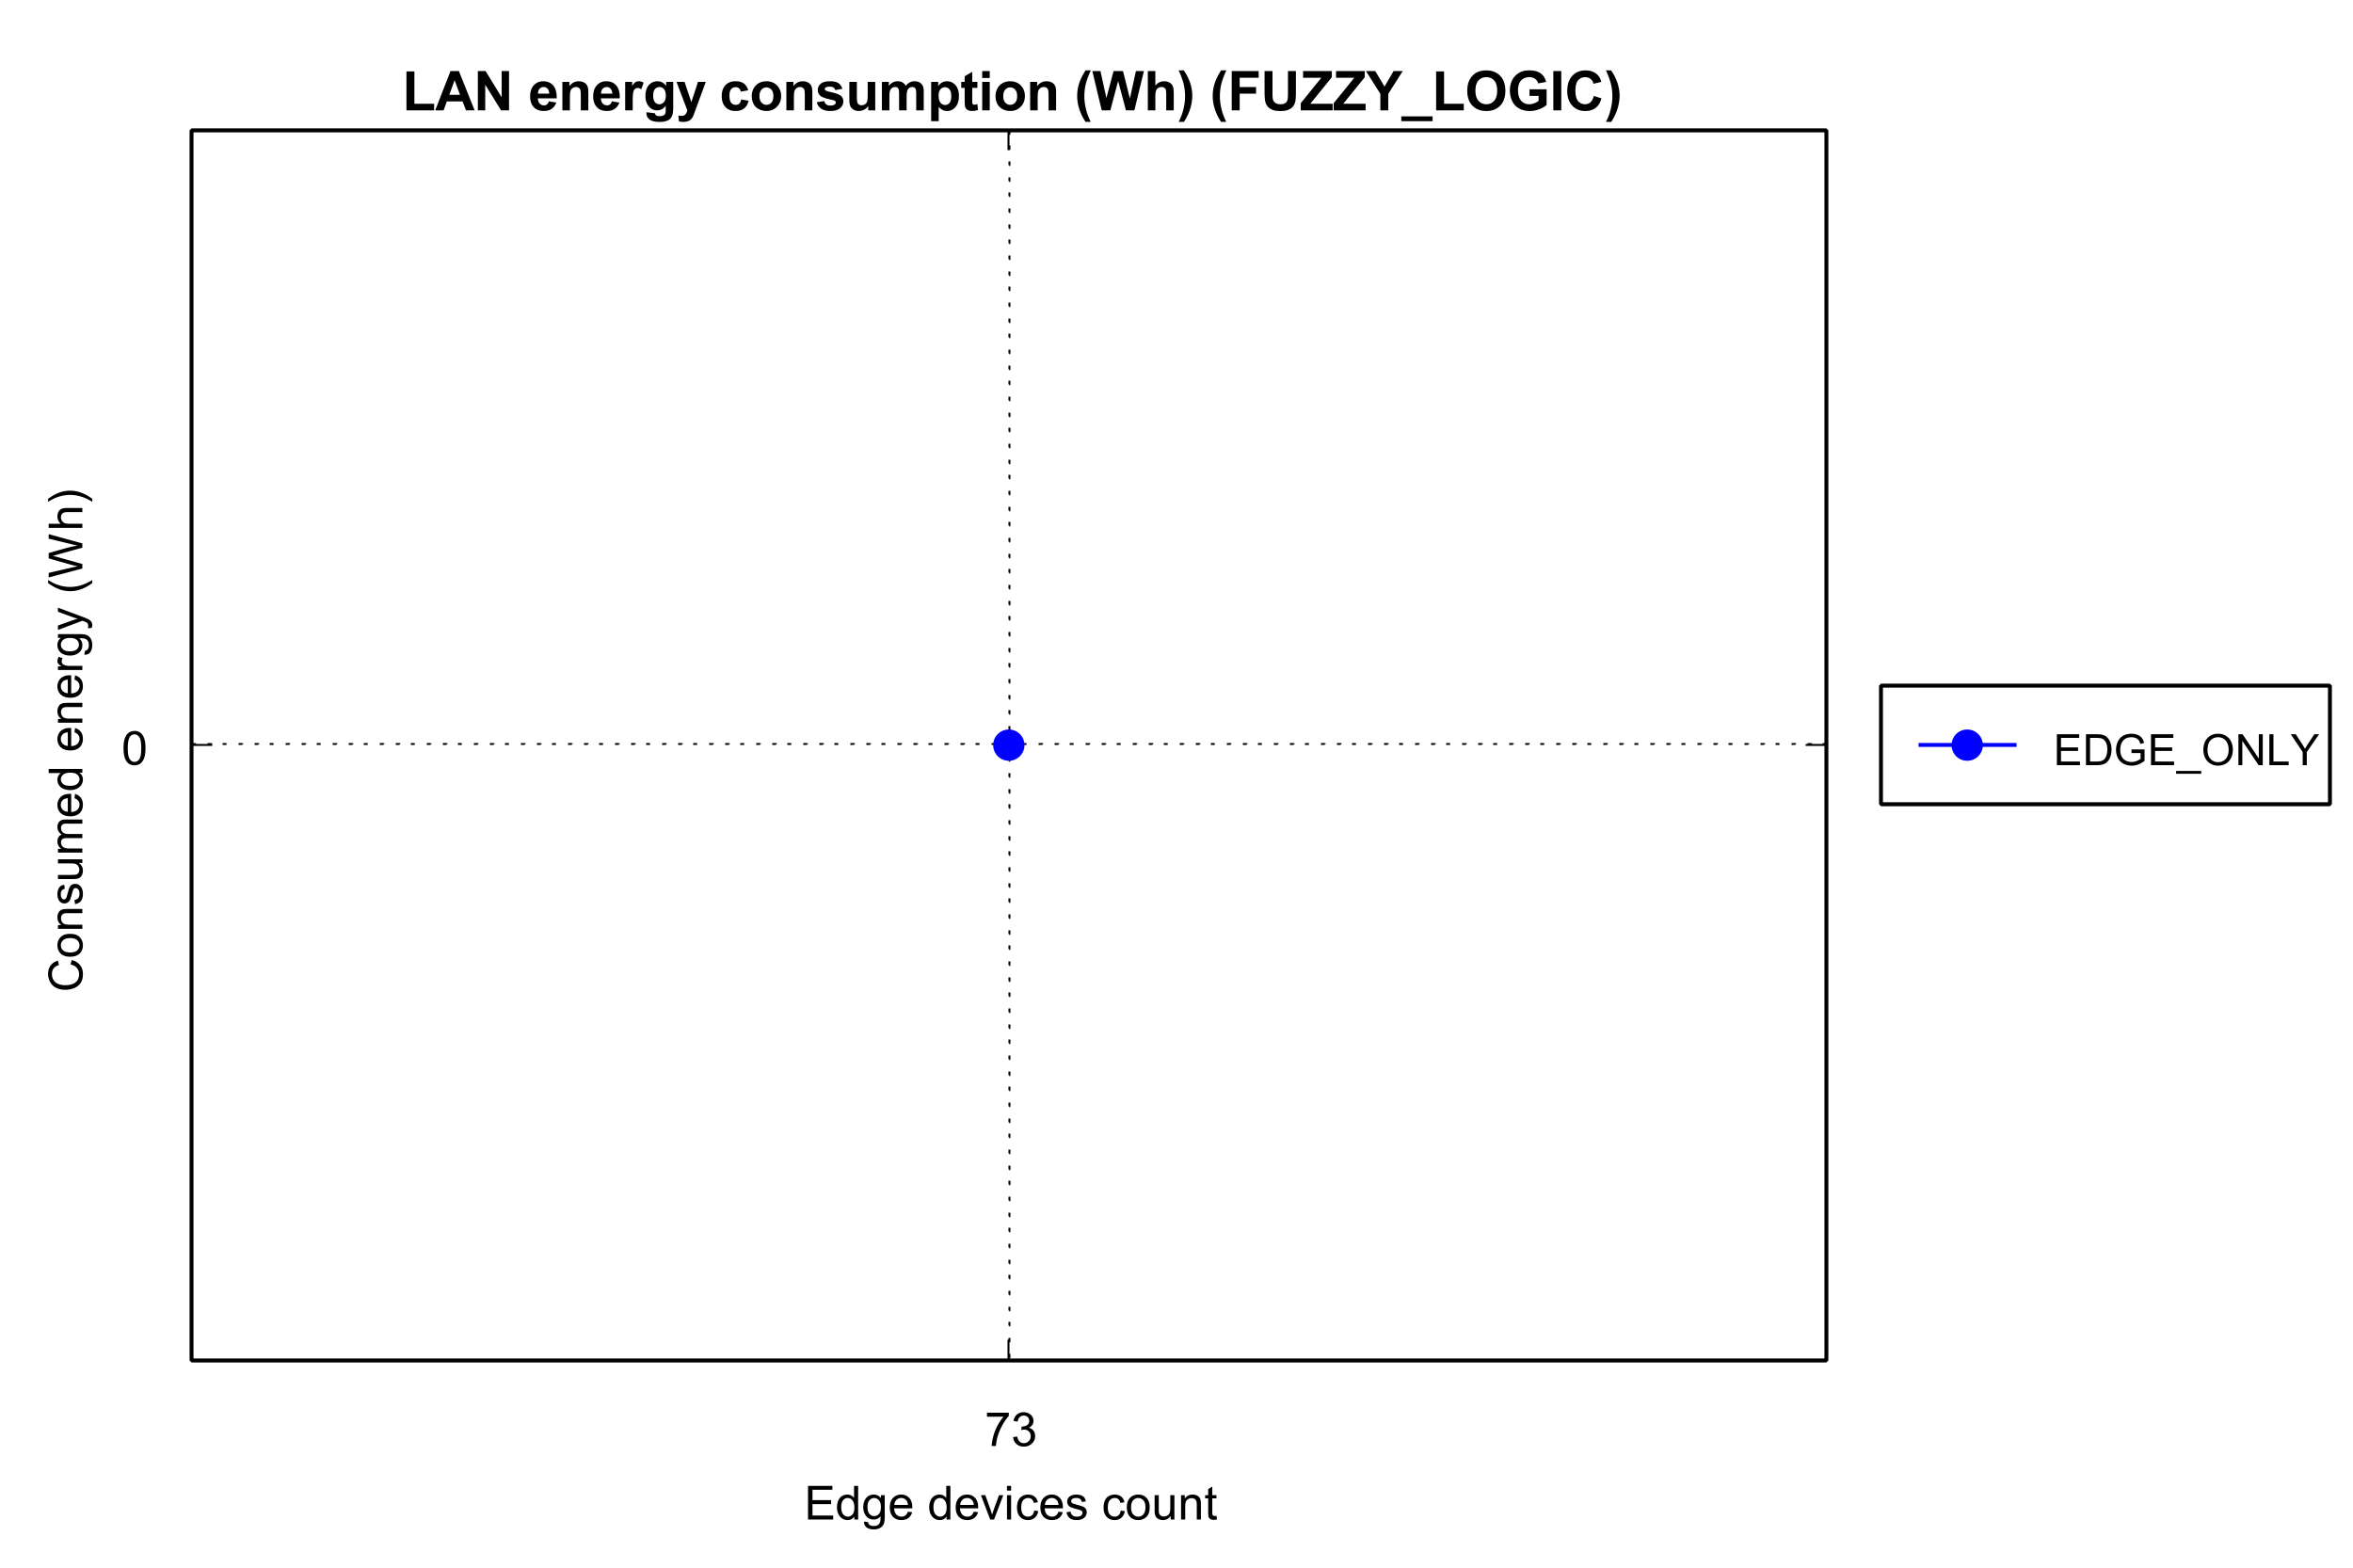 LAN energy consumption (Wh) (FUZZY_LOGIC)
Consumed energy (Wh)
0
EDGE_ONLY
73
Edge devices count